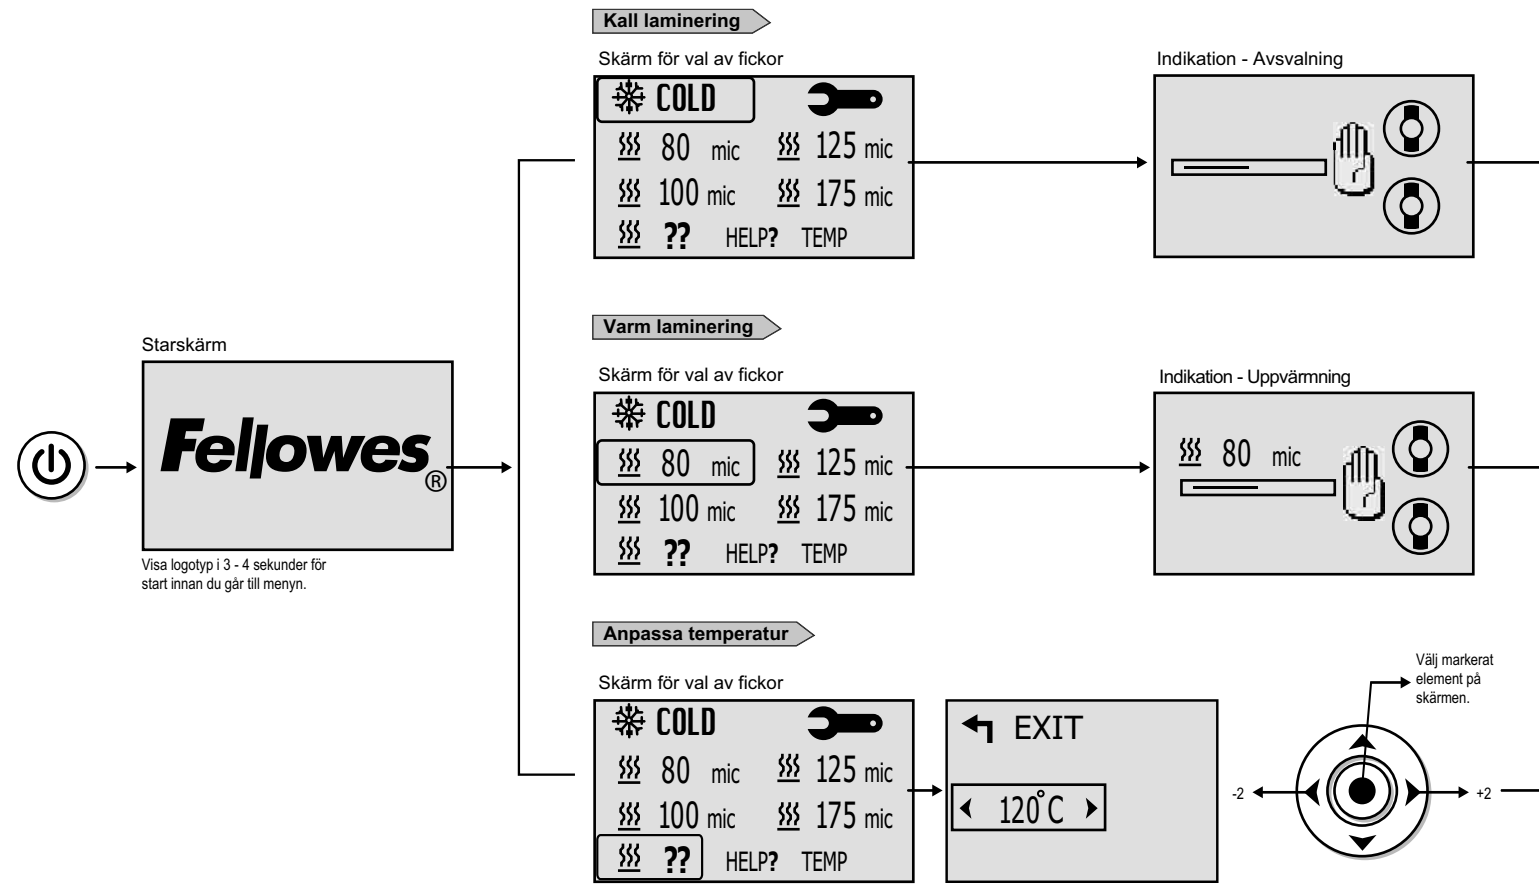 Kall laminering
Skärm för val av fickor
COLD
80 mic 125 mic
100 mic 175 mic
?? HELP? TEMP
Indikation - Avsvalning
Starskärm
Fellowes®
Visa logotyp i 3 - 4 sekunder för
start innan du går till menyn.
Varm laminering
Skärm för val av fickor
COLD
80 mic 125 mic
100 mic 175 mic
?? HELP? TEMP
Indikation - Uppvärmning
80 mic
Anpassa temperatur
Skärm för val av fickor
COLD
80 mic 125 mic
100 mic 175 mic
?? HELP? TEMP
EXIT
120°C
Välj markerat
element på
skärmen.
-2
+2